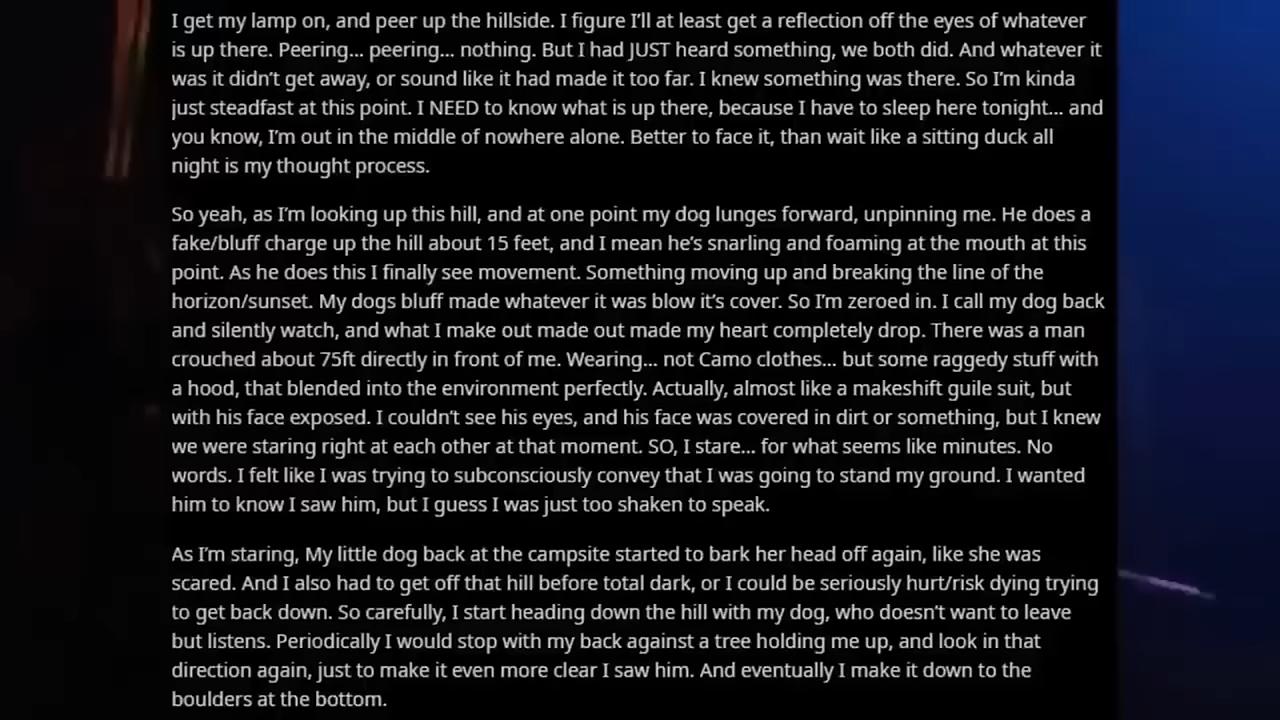 I get my lamp on, and peer up the hillside. I figure I'll at least get a reflection off the eyes of whatever
is up there. Peering... peering... nothing. But I had JUST heard something, we both did. And whatever it
was it didn't get away, or sound like it had made it too far. I knew something was there. So I'm kinda
just steadfast at this point. I NEED to know what is up there, because I have to sleep here tonight... and
you know, I'm out in the middle of nowhere alone. Better to face it, than wait like a sitting duck all
night is my thought process.
So yeah, as I'm looking up this hill, and at one point my dog lunges forward, unpinning me. He does a
fake/bluff charge up the hill about 15 feet, and I mean he's snarling and foaming at the mouth at this
point. As he does this I finally see movement. Something moving up and breaking the line of the
horizon/sunset. My dogs bluff made whatever it was blow it's cover. So I'm zeroed in. I call my dog back
and silently watch, and what I make out made out made my heart completely drop. There was a man
crouched about 75ft directly in front of me. Wearing... not Camo clothes... but some raggedy stuff with
a hood, that blended into the environment perfectly. Actually, almost like a makeshift guile suit, but
with his face exposed. I couldn't see his eyes, and his face was covered in dirt or something, but I knew
we were staring right at each other at that moment. SO, I stare... for what seems like minutes. No
words. I felt like I was trying to subconsciously convey that I was going to stand my ground. I wanted
him to know I saw him, but I guess I was just too shaken to speak.
As I'm staring, My little dog back at the campsite started to bark her head off again, like she was
scared. And I also had to get off that hill before total dark, or I could be seriously hurt/risk dying trying
to get back down. So carefully, I start heading down the hill with my dog, who doesn't want to leave
but listens. Periodically I would stop with my back against a tree holding me up, and look in that
direction again, just to make it even more clear I saw him. And eventually I make it down to the
boulders at the bottom.